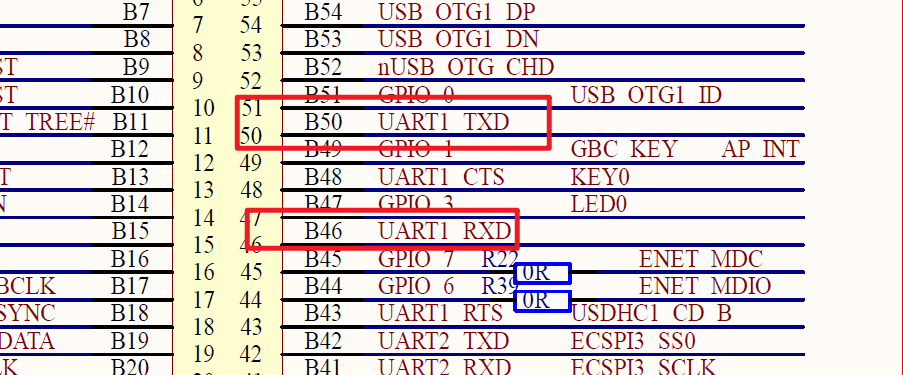 B7 7 54 B54 USB OTG1 DP
B8 8 53 B53 USB OTG1 DN
ST B9 9 52 B52 nUSB OTG CHD
ST B10 10 51 B51 GPIO 0 USB OTG1 ID
T TREE# B11 11 50 B50 UART1 TXD
B12 12 49 B49 GPIO 1 GBC KEY AP INT
T B13 13 48 B48 UART1 CTS KEY0
N B14 14 47 B47 GPIO 3 LED0
B15 15 46 B46 UART1 RXD
B16 16 45 B45 GPIO 7 R22 0R ENET MDC
BCLK B17 17 44 B44 GPIO 6 R39 0R ENET MDIO
SYNC B18 18 43 B43 UART1 RTS USDHC1 CD B
DATA B19 19 42 B42 UART2 TXD ECSPI3 SS0
LK B20 B41 UART2 RXD ECSPI3 SCLK